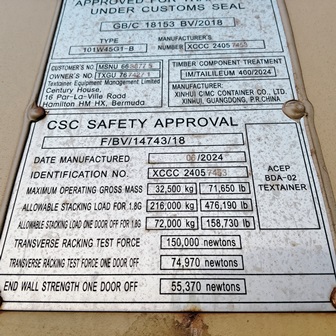 APPROVED FOR TRAN
UNDER CUSTOMS SEAL
GB/C 18153 BV/2018
TYPE
101W45G1-B
MANUFACTURER'S
NUMBER XCCC 2405
CUSTOMER'S NO. MSNU
OWNER'S NO. TXGU
Textainer Equipment Management Limited
Century House,
16 Par-La-Ville Road
Hamilton HM HX, Bermuda
TIMBER COMPONENT TREATMENT
IM/TAILILEUM 400/2024
MANUFACTURER:
XINHUI CIMC CONTAINER CO., LTD
XINHUI, GUANGDONG, P.R.CHINA
CSC SAFETY APPROVAL
F/BV/14743/18
DATE MANUFACTURED 06/2024
IDENTIFICATION NO. XCCC 2405
MAXIMUM OPERATING GROSS MASS 32,500 kg 71,650 lb
ALLOWABLE STACKING LOAD FOR 1.8G 216,000 kg 476,190 lb
ALLOWABLE STACKING LOAD ONE DOOR OFF FOR 1.8G 72,000 kg 158,730 lb
TRANSVERSE RACKING TEST FORCE 150,000 newtons
TRANSVERSE RACKING TEST FORCE ONE DOOR OFF 74,970 newtons
END WALL STRENGTH ONE DOOR OFF 55,370 newtons
ACEP
BDA-02
TEXTAINER